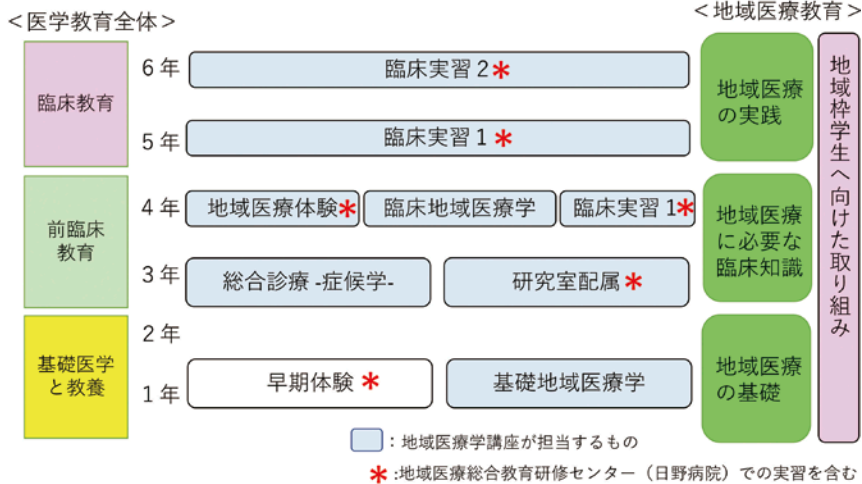 ＜医学教育全体＞
＜地域医療教育＞
臨床教育
6 年
臨床実習 2 *
5 年
臨床実習 1 *
地域医療
の実践
前臨床
教育
4 年
地域医療体験*
臨床地域医療学
臨床実習 1*
3 年
総合診療 -症候学-
研究室配属 *
地域医療
に必要な
臨床知識
基礎医学
と教養
2 年
1 年
早期体験 *
基礎地域医療学
地域医療
の基礎
地域枠学生へ向けた取り組み
：地域医療学講座が担当するもの
* :地域医療総合教育研修センター（日野病院）での実習を含む